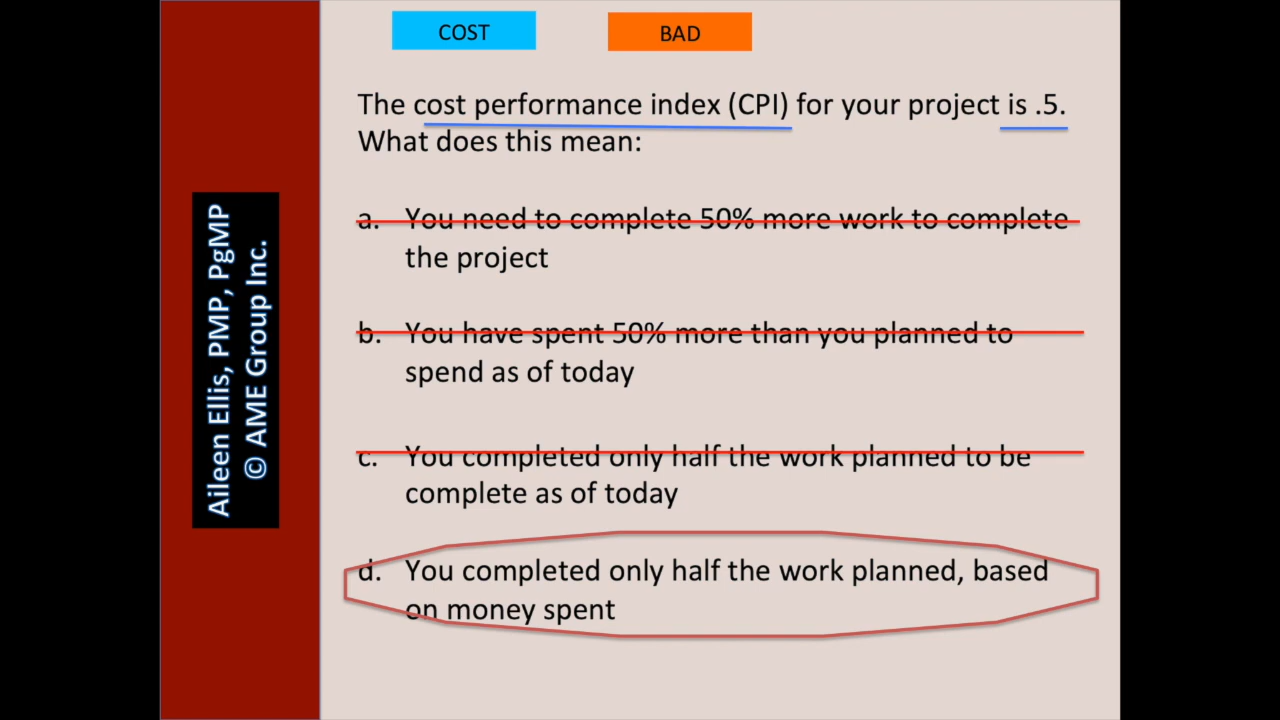 COST
BAD
The cost performance index (CPI) for your project is .5.
What does this mean:
a. You need to complete 50% more work to complete
the project
b. You have spent 50% more than you planned to
spend as of today
c. You completed only half the work planned to be
complete as of today
d. You completed only half the work planned, based
on money spent
Aileen Ellis, PMP, PgMP
© AME Group Inc.